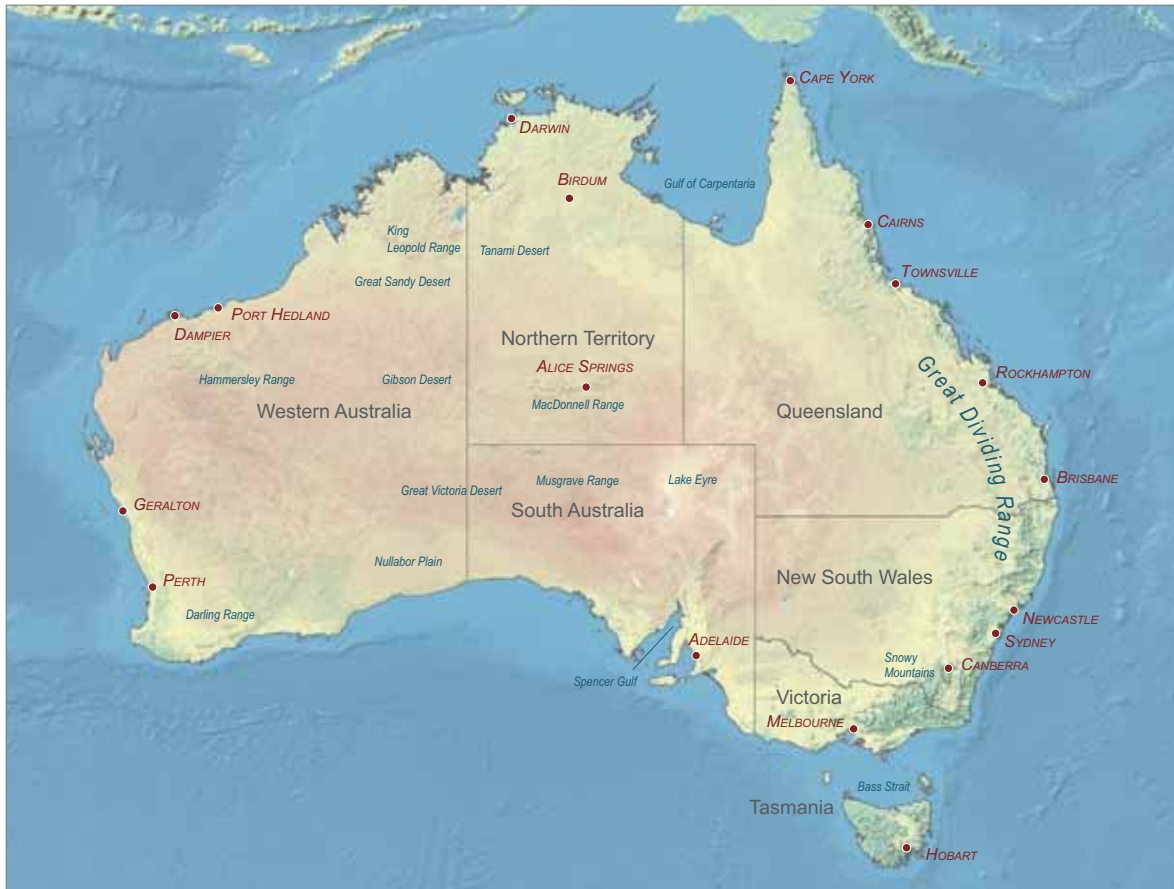 CAPE YORK
DARWIN
BIRDUM
Gulf of Carpentaria
CAIRNS
King
Leopold Range
Tanami Desert
TOWNSVILLE
Great Sandy Desert
PORT HEDLAND
DAMPIER
Northern Territory
ALICE SPRINGS
ROCKHAMPTON
Hammersley Range
Gibson Desert
MacDonnell Range
Western Australia
Queensland
Great Dividing Range
Musgrave Range
Lake Eyre
BRISBANE
Great Victoria Desert
GERALTON
South Australia
Nullabor Plain
New South Wales
PERTH
Darling Range
NEWCASTLE
ADELAIDE
SYDNEY
Snowy
Mountains
CANBERRA
Spencer Gulf
Victoria
MELBOURNE
Bass Strait
Tasmania
HOBART